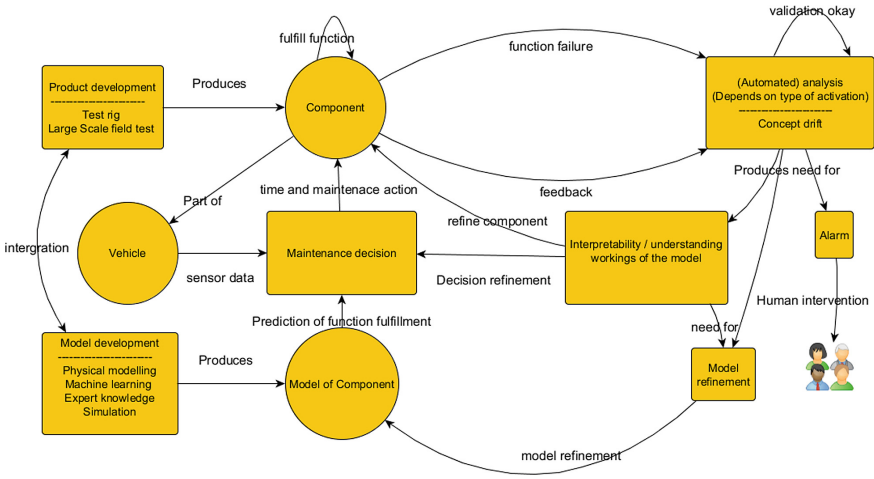 validation okay
fulfill function
function failure
Product development
------------------------
Test rig
Large Scale field test
Produces
Component
(Automated) analysis
(Depends on type of activation)
------------------------
Concept drift
Produces need for
time and maintenace action
feedback
Part of
refine component
intergration
Vehicle
sensor data
Maintenance decision
Interpretability / understanding
workings of the model
Alarm
Decision refinement
Human intervention
Prediction of function fulfillment
need for
Model development
------------------------
Physical modelling
Machine learning
Expert knowledge
Simulation
Produces
Model of Component
Model
refinement
model refinement